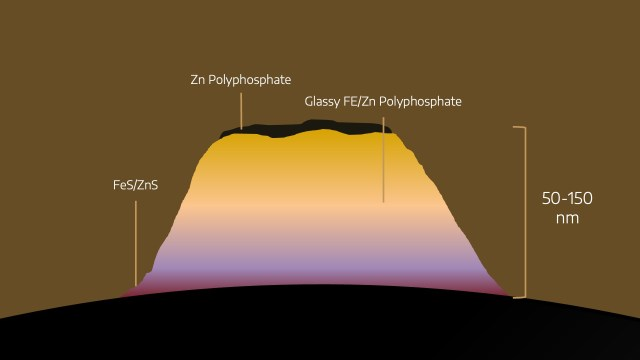 Zn Polyphosphate
Glassy FE/Zn Polyphosphate
FeS/ZnS
50-150
nm